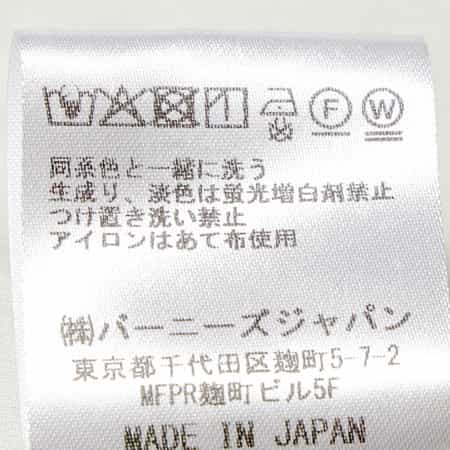 F W
同系色と一緒に洗う
生成り、淡色は蛍光増白剤禁止
つけ置き洗い禁止
アイロンはあて布使用
㈱バーニーズジャパン
東京都千代田区麹町5-7-2
MFPR麹町ビル5F
MADE IN JAPAN